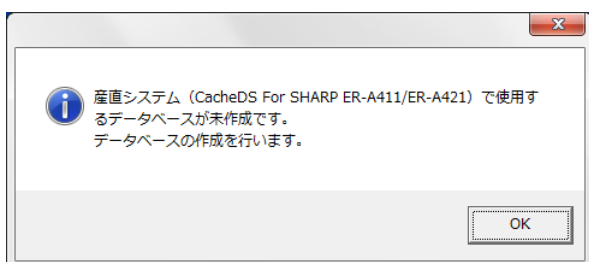 産直システム（CacheDS For SHARP ER-A411/ER-A421）で使用す
るデータベースが未作成です。
データベースの作成を行います。
OK